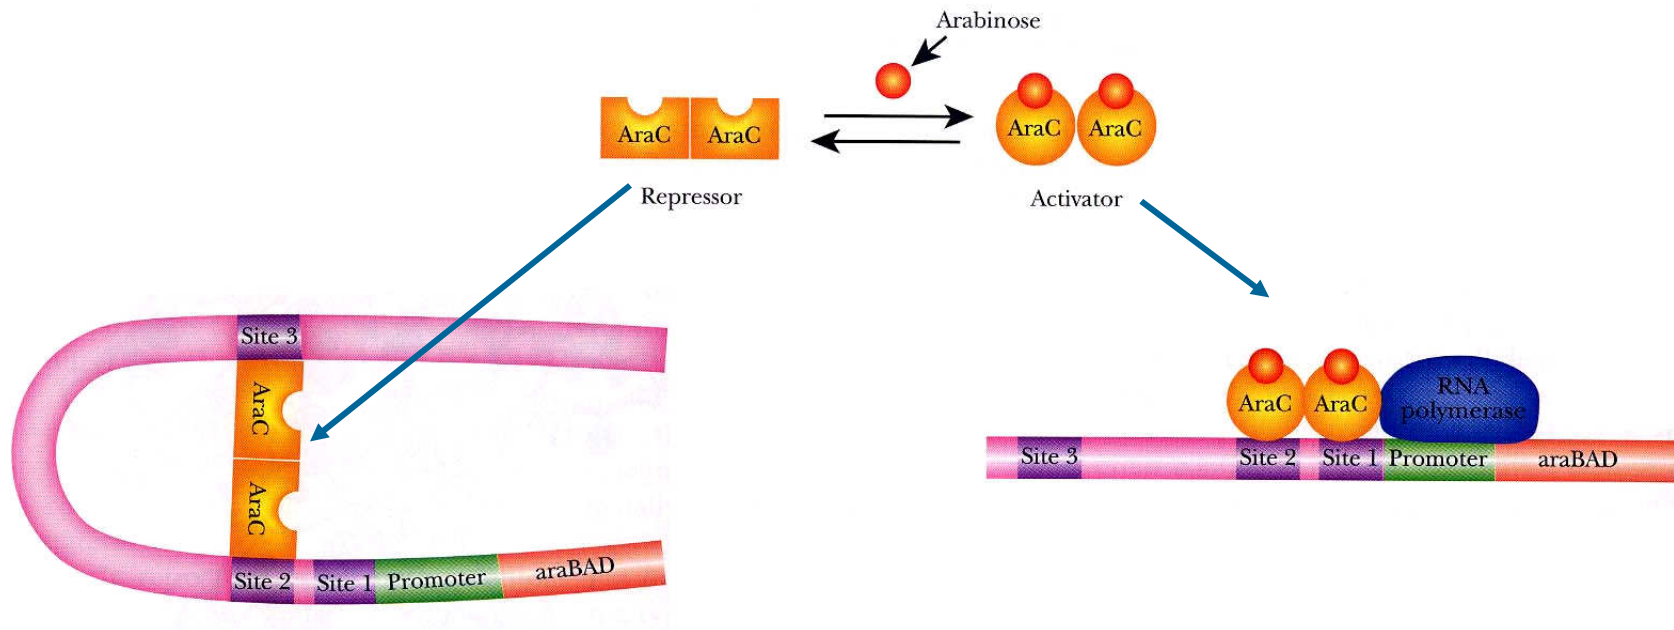 Arabinose
AraC AraC
AraC AraC
Repressor
Activator
Site 3
AraC
AraC
Site 2 Site 1 Promoter araBAD
AraC AraC RNA
polymerase
Site 3 Site 2 Site 1 Promoter araBAD